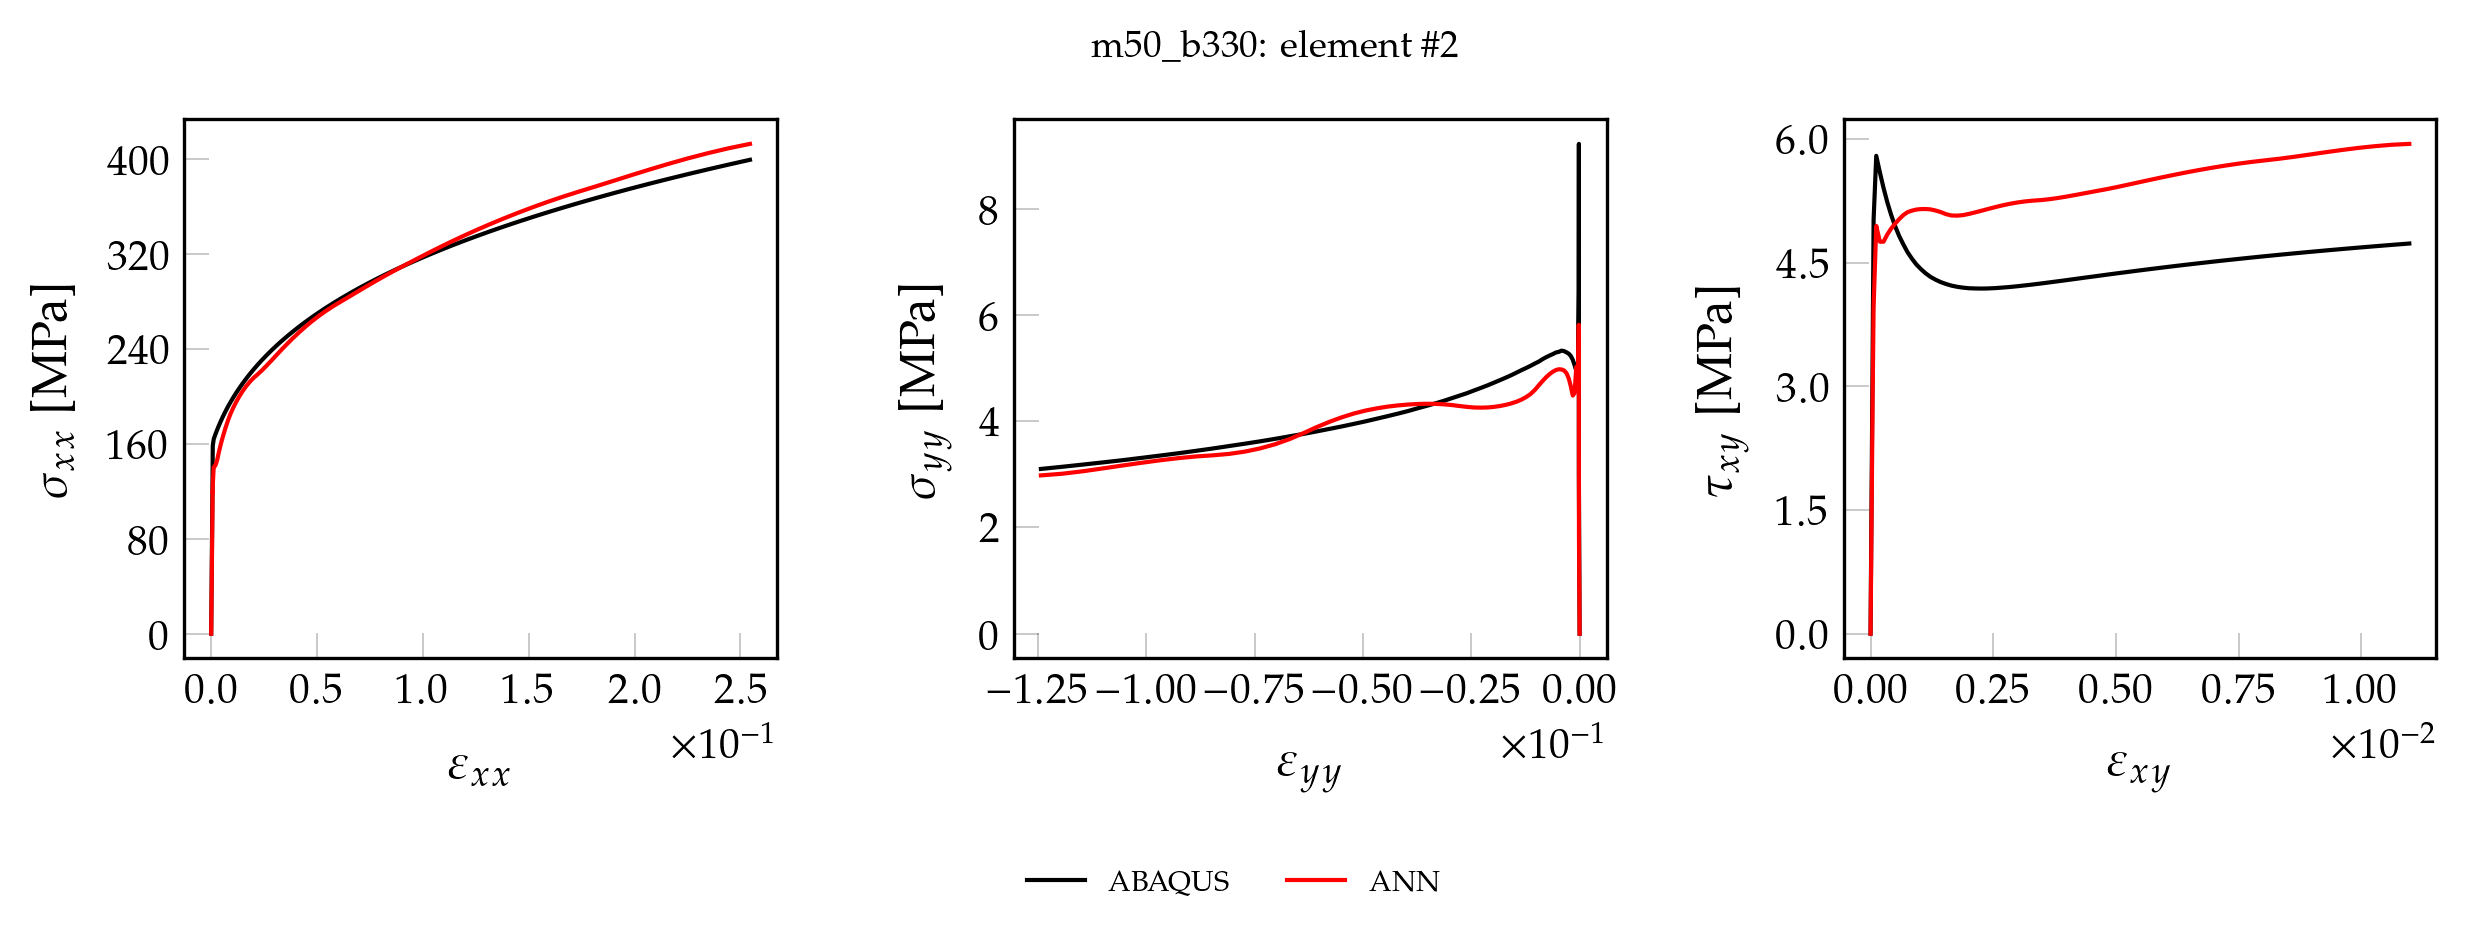 m50_b330: element #2
σxx [MPa]
400
320
240
160
80
0
0.0 0.5 1.0 1.5 2.0 2.5
×10⁻¹
εxx
σyy [MPa]
8
6
4
2
0
−1.25 −1.00 −0.75 −0.50 −0.25 0.00
×10⁻¹
εyy
τxy [MPa]
6.0
4.5
3.0
1.5
0.0
0.00 0.25 0.50 0.75 1.00
×10⁻²
εxy
ABAQUS ANN